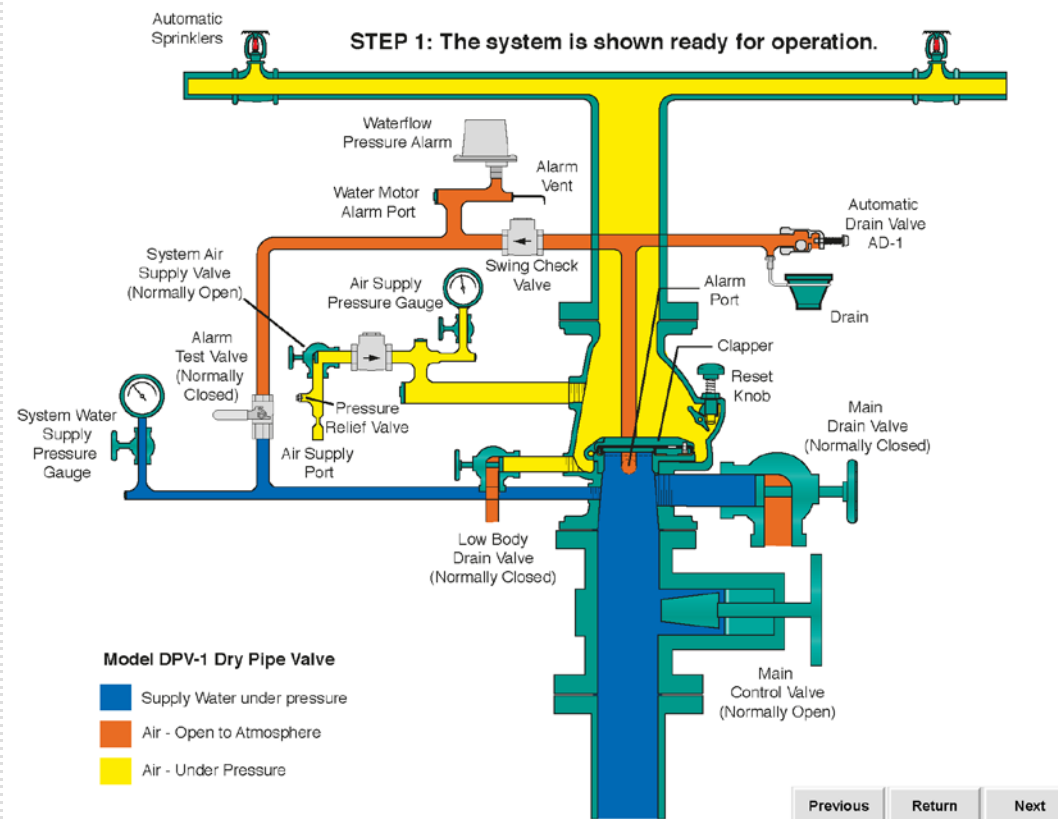 Automatic
Sprinklers
STEP 1: The system is shown ready for operation.
Waterflow
Pressure Alarm
Alarm
Vent
Water Motor
Alarm Port
Automatic
Drain Valve
AD-1
System Air
Supply Valve
(Normally Open)
Swing Check
Valve
Air Supply
Pressure Gauge
Alarm
Port
Drain
Alarm
Test Valve
(Normally
Closed)
Clapper
Reset
Knob
Pressure
Relief Valve
Main
Drain Valve
(Normally Closed)
System Water
Supply
Pressure
Gauge
Air Supply
Port
Low Body
Drain Valve
(Normally Closed)
Model DPV-1 Dry Pipe Valve
Supply Water under pressure
Air - Open to Atmosphere
Air - Under Pressure
Main
Control Valve
(Normally Open)
Previous
Return
Next